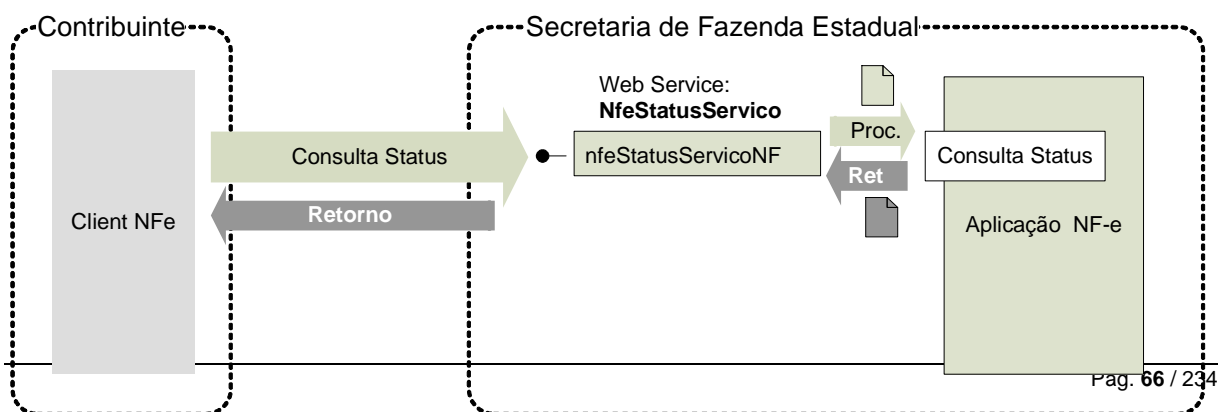 Contribuinte
Secretaria de Fazenda Estadual
Web Service:
NfeStatusServico
Proc.
Consulta Status
nfeStatusServicoNF
Consulta Status
Ret
Retorno
Client NFe
Aplicação NF-e
Pág. 66 / 234